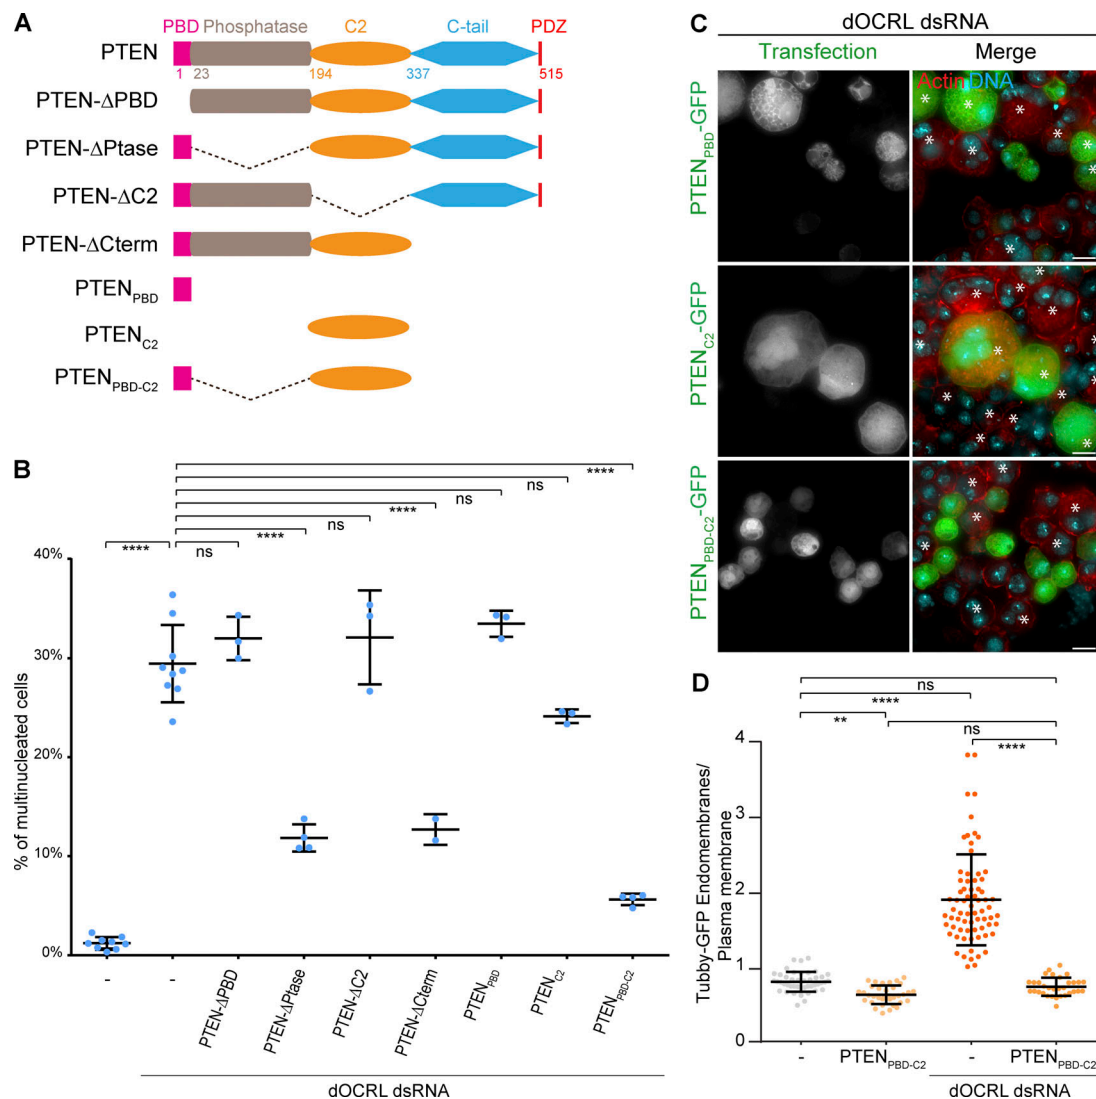 A
PBD Phosphatase C2 C-tail PDZ
PTEN
1 23 194 337 515
PTEN-ΔPBD
PTEN-ΔPtase
PTEN-ΔC2
PTEN-ΔCterm
PTENPBD
PTENC2
PTENPBD-C2
B
****
ns
ns
****
ns
****
**** ns
40%
30%
20%
10%
0%
% of multinucleated cells
- - PTEN-ΔPBD PTEN-ΔPtase PTEN-ΔC2 PTEN-ΔCterm PTENPBD PTENC2 PTENPBD-C2
dOCRL dsRNA
C
dOCRL dsRNA
Transfection Merge
Actin DNA
PTENPBD-GFP
PTENC2-GFP
PTENPBD-C2-GFP
D
ns
****
** ns
****
4
3
2
1
0
Tubby-GFP Endomembranes/
Plasma membrane
- PTENPBD-C2 - PTENPBD-C2
dOCRL dsRNA